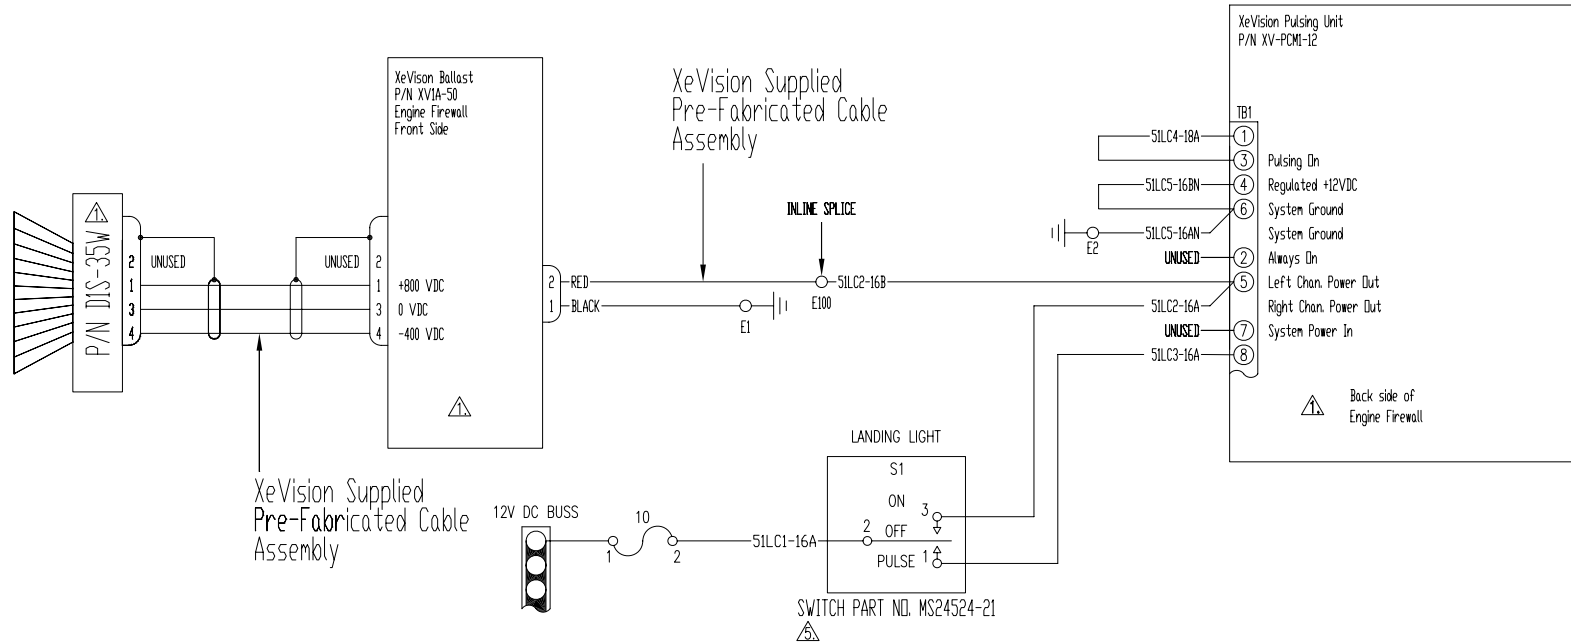 XeVision Pulsing Unit
P/N XV-PCM1-12
TB1
51LC4-18A
1
3
Pulsing On
51LC5-16BN
4
Regulated +12VDC
6
System Ground
E2
51LC5-16AN
System Ground
UNUSED
2
Always On
5
Left Chan. Power Out
51LC2-16A
Right Chan. Power Out
UNUSED
7
System Power In
51LC3-16A
8
1.
Back side of
Engine Firewall
XeVison Ballast
P/N XV1A-50
Engine Firewall
Front Side
XeVision Supplied
Pre-Fabricated Cable
Assembly
INLINE SPLICE
1.
P/N D1S-35W
2
UNUSED
1
3
4
UNUSED
2
1
+800 VDC
3
0 VDC
4
-400 VDC
2
RED
1
BLACK
E1
E100
51LC2-16B
1.
XeVision Supplied
Pre-Fabricated Cable
Assembly
LANDING LIGHT
S1
ON
3
2
OFF
PULSE
1
12V DC BUSS
10
1
2
51LC1-16A
SWITCH PART NO. MS24524-21
5.